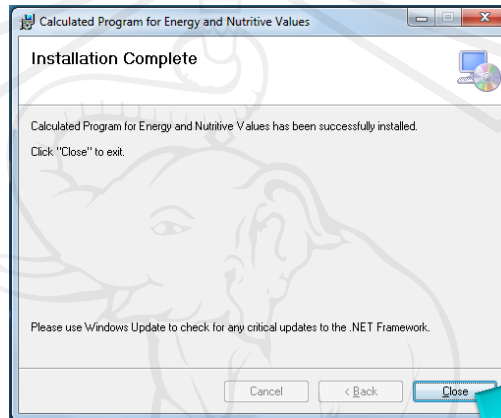 Calculated Program for Energy and Nutritive Values
Installation Complete
Calculated Program for Energy and Nutritive Values has been successfully installed.
Click "Close" to exit.
Please use Windows Update to check for any critical updates to the .NET Framework.
Cancel
< Back
Close